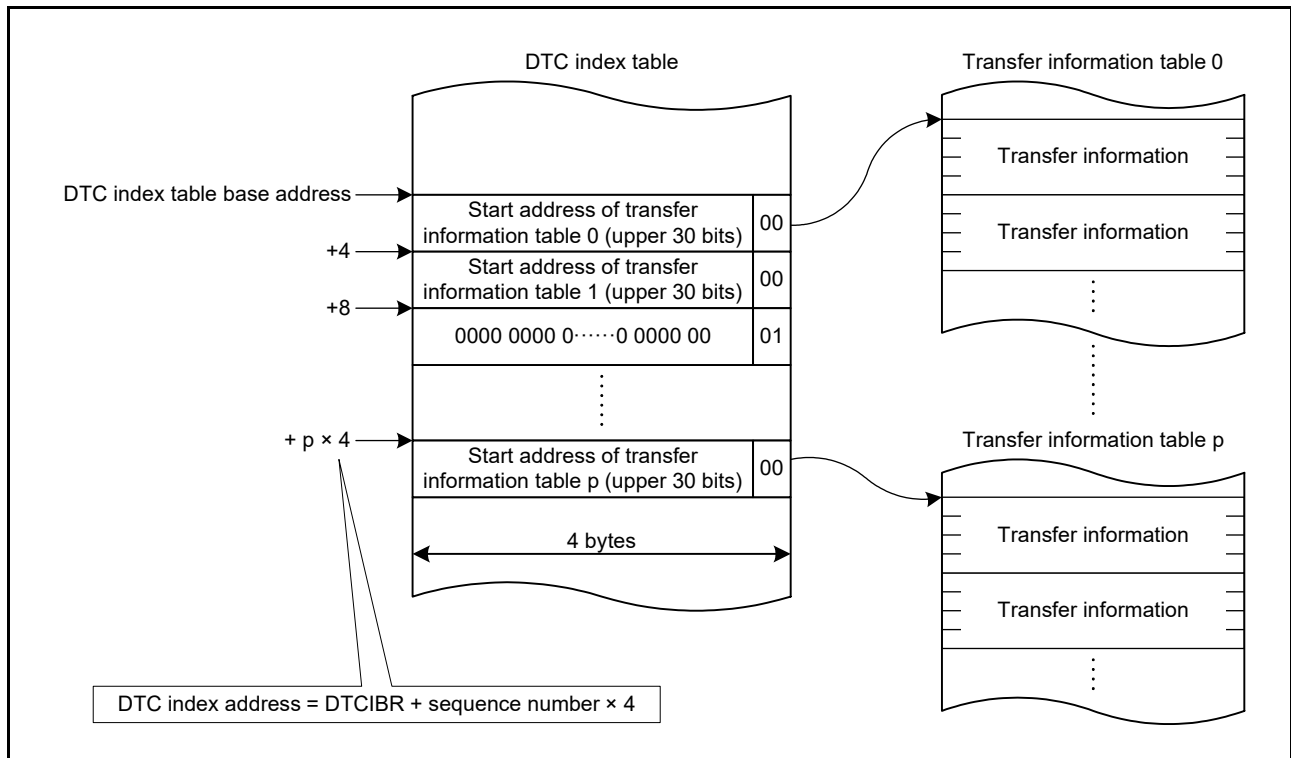 DTC index table
Transfer information table 0
DTC index table base address
Start address of transfer
information table 0 (upper 30 bits)
00
Transfer information
Transfer information
+4
Start address of transfer
information table 1 (upper 30 bits)
00
+8
0000 0000 0······0 0000 00
01
+ p × 4
Start address of transfer
information table p (upper 30 bits)
00
Transfer information table p
Transfer information
Transfer information
4 bytes
DTC index address = DTCIBR + sequence number × 4